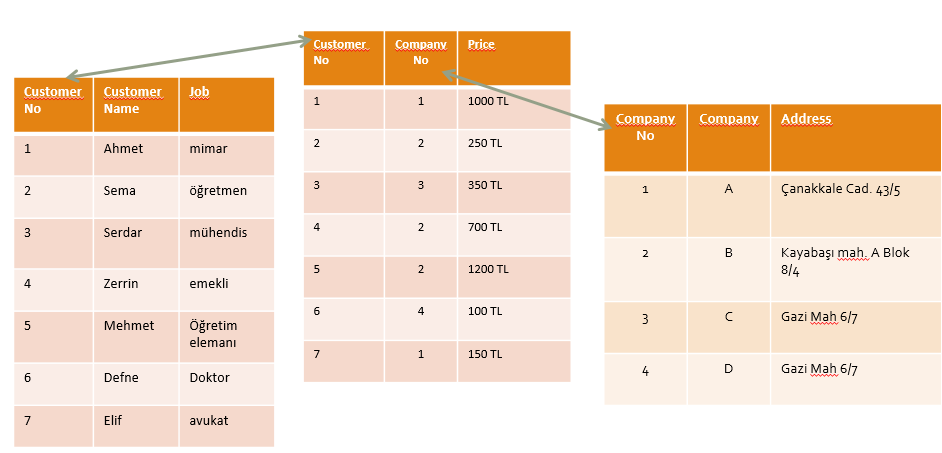 Customer No
Customer Name
Job
1 Ahmet mimar
2 Sema öğretmen
3 Serdar mühendis
4 Zerrin emekli
5 Mehmet Öğretim
elemanı
6 Defne Doktor
7 Elif avukat
Customer No
Company No
Price
1 1 1000 TL
2 2 250 TL
3 3 350 TL
4 2 700 TL
5 2 1200 TL
6 4 100 TL
7 1 150 TL
Company No
Company
Address
1 A Çanakkale Cad. 43/5
2 B Kayabaşı mah. A Blok
8/4
3 C Gazi Mah 6/7
4 D Gazi Mah 6/7